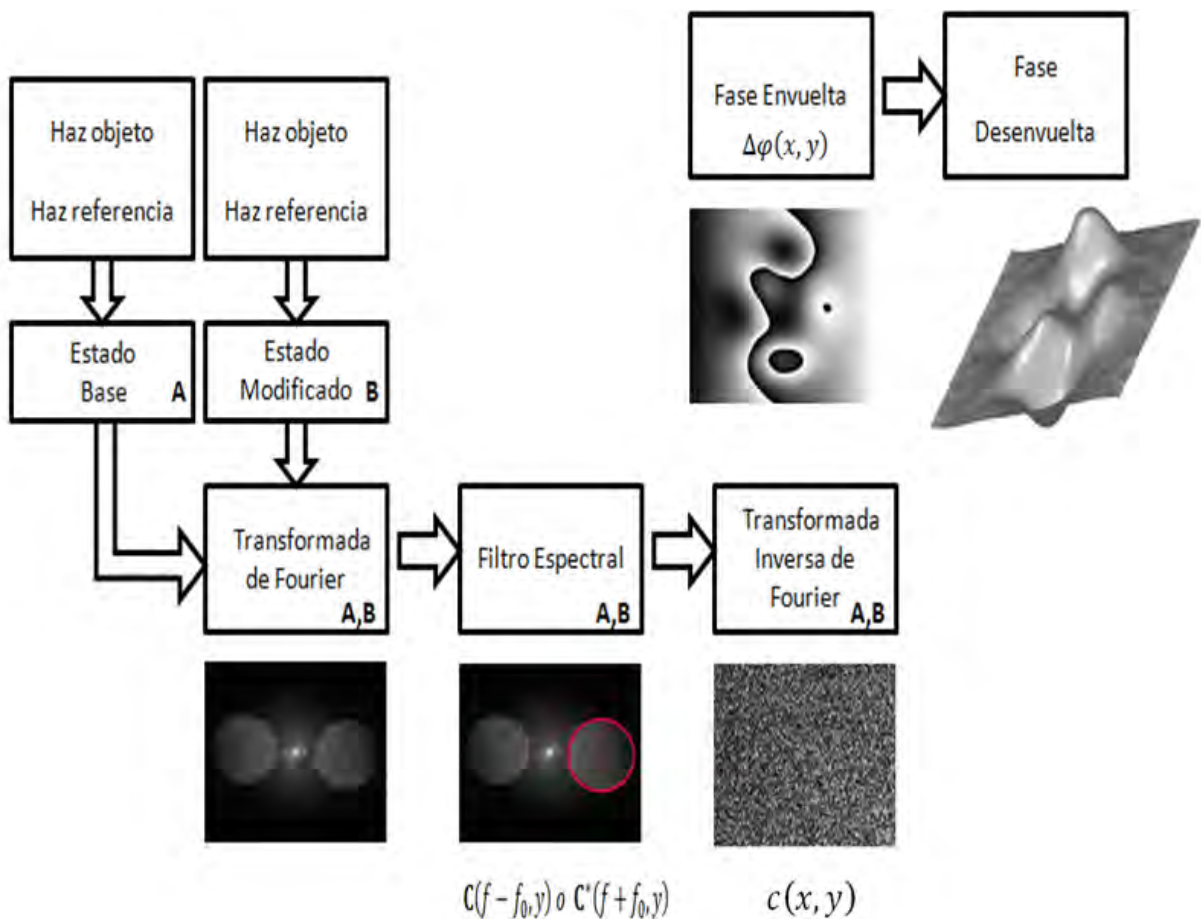 Haz objeto
Haz referencia
Haz objeto
Haz referencia
Fase Envuelta
Δφ(x, y)
Fase
Desenvuelta
Estado
Base A
Estado
Modificado B
Transformada
de Fourier
A,B
Filtro Espectral
A,B
Transformada
Inversa de
Fourier
A,B
C(f − f₀, y) o C*(f + f₀, y)
c(x, y)